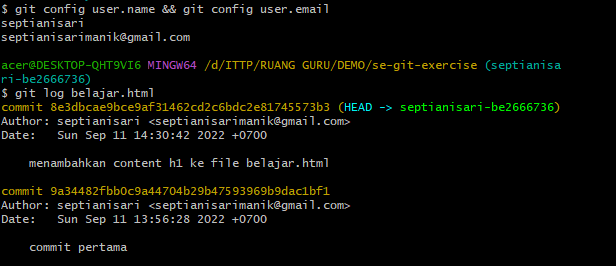 $ git config user.name && git config user.email
septianisari
septianisarimanik@gmail.com
acer@DESKTOP-QHT9VI6 MINGW64 /d/ITTP/RUANG GURU/DEMO/se-git-exercise (septianisa
ri-be2666736)
$ git log belajar.html
commit 8e3dbcae9bce9af31462cd2c6bdc2e81745573b3 (HEAD -> septianisari-be2666736)
Author: septianisari <septianisarimanik@gmail.com>
Date:   Sun Sep 11 14:30:42 2022 +0700
    menambahkan content h1 ke file belajar.html
commit 9a34482fbb0c9a44704b29b47593969b9dac1bf1
Author: septianisari <septianisarimanik@gmail.com>
Date:   Sun Sep 11 13:56:28 2022 +0700
    commit pertama